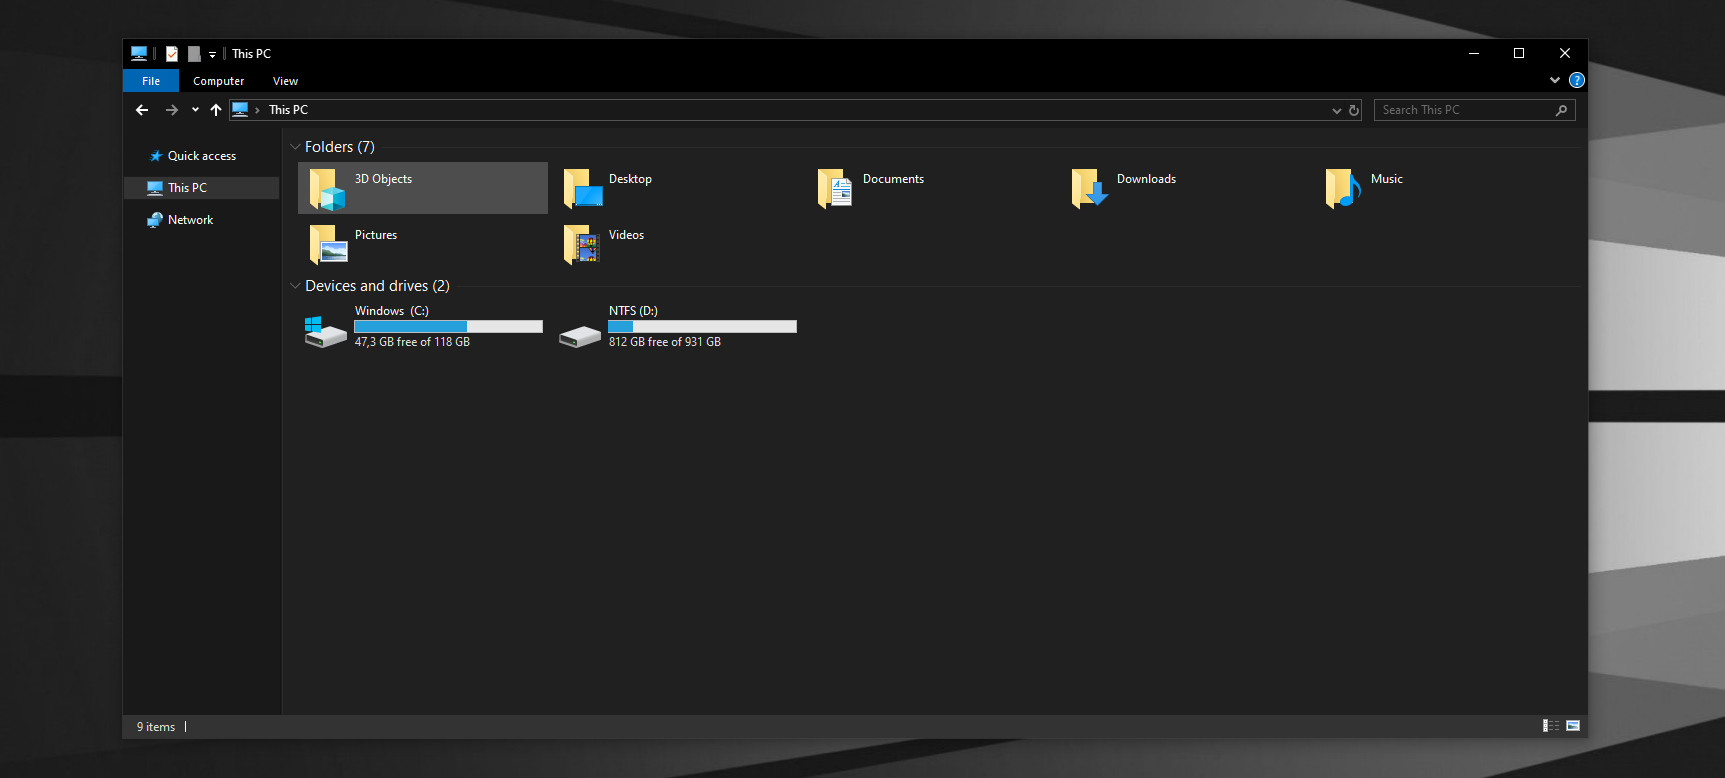 This PC
File Computer View
?
This PC
Search This PC
Quick access
This PC
Network
Folders (7)
3D Objects
Desktop
Documents
Downloads
Music
Pictures
Videos
Devices and drives (2)
Windows (C:)
47,3 GB free of 118 GB
NTFS (D:)
812 GB free of 931 GB
9 items